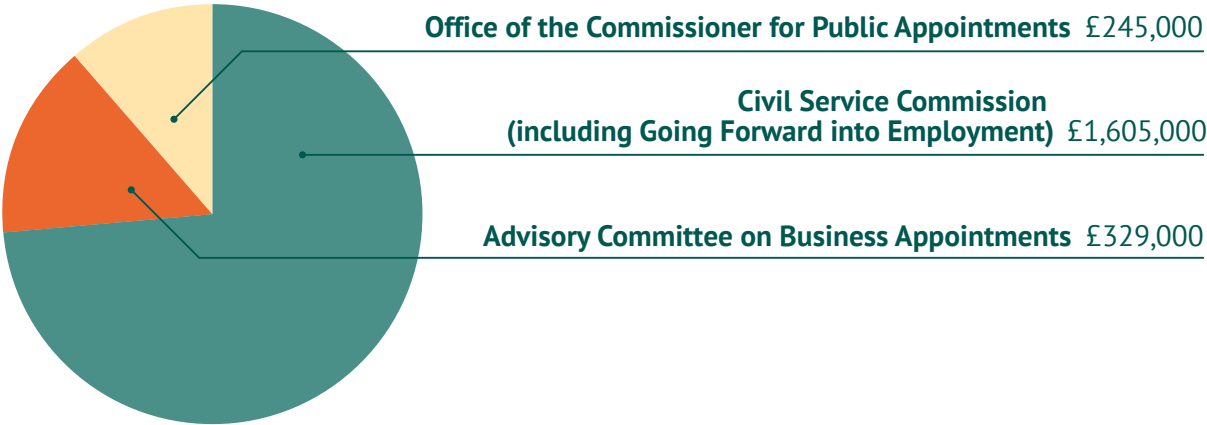 Office of the Commissioner for Public Appointments £245,000
Civil Service Commission
(including Going Forward into Employment) £1,605,000
Advisory Committee on Business Appointments £329,000